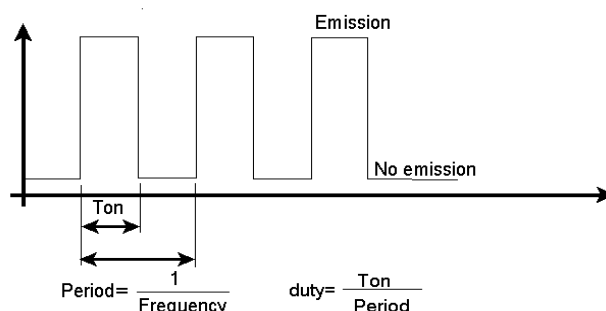 Emission
No emission
Ton
Period= 1 / Frequency
duty= Ton / Period